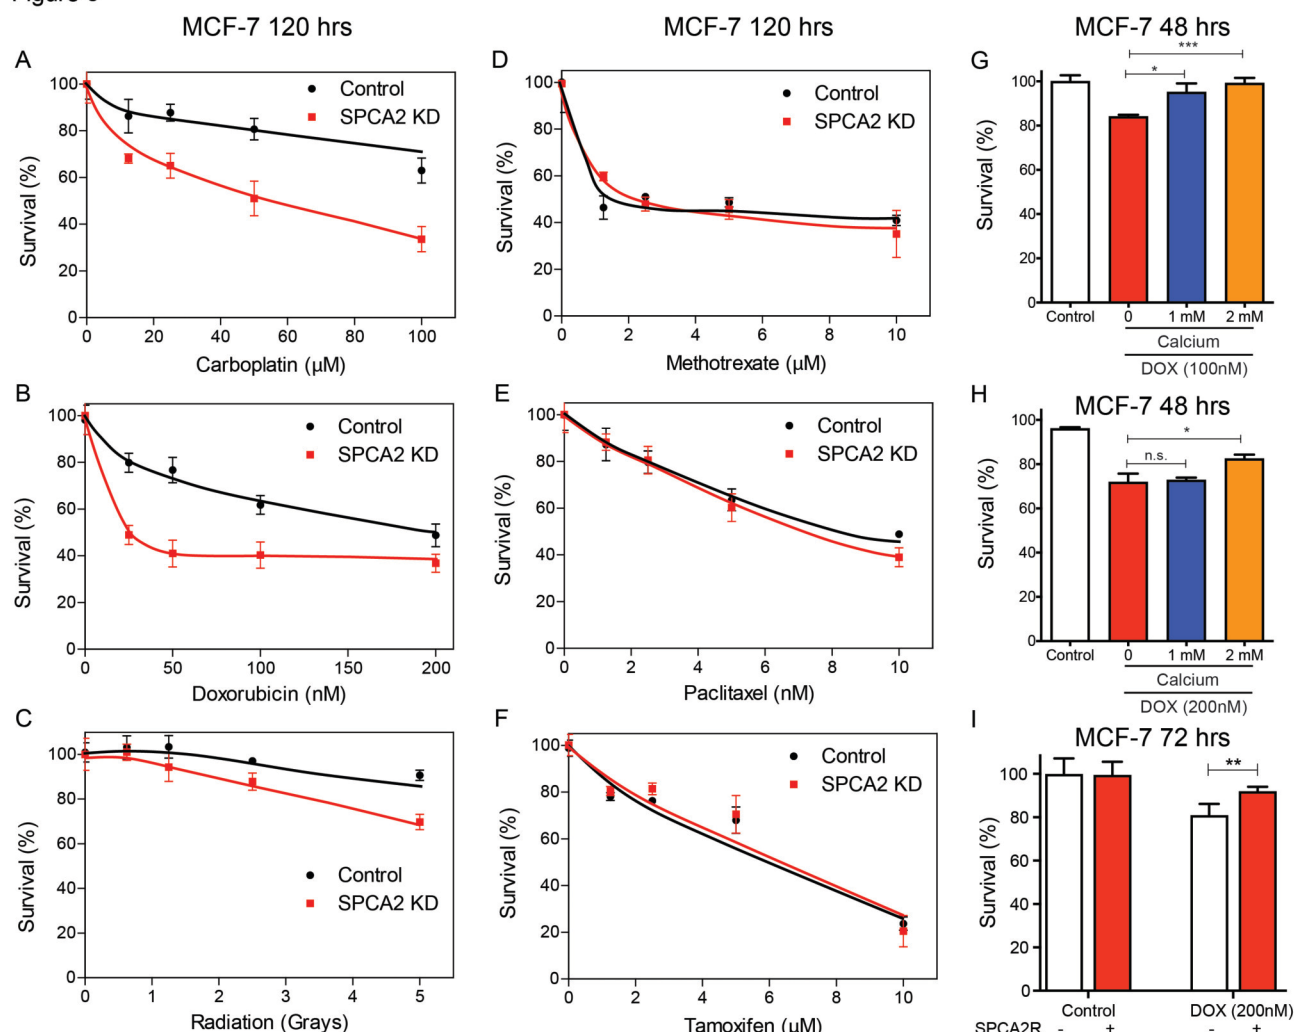 MCF-7 120 hrs
A
Control
SPCA2 KD
Survival (%)
100
80
60
40
20
0
0 20 40 60 80 100
Carboplatin (µM)
B
Control
SPCA2 KD
Survival (%)
100
80
60
40
20
0
0 50 100 150 200
Doxorubicin (nM)
C
Control
SPCA2 KD
Survival (%)
100
80
60
40
20
0
0 1 2 3 4 5
Radiation (Grays)
MCF-7 120 hrs
D
Control
SPCA2 KD
Survival (%)
100
80
60
40
20
0
0 2 4 6 8 10
Methotrexate (µM)
E
Control
SPCA2 KD
Survival (%)
100
80
60
40
20
0
0 2 4 6 8 10
Paclitaxel (nM)
F
Control
SPCA2 KD
Survival (%)
100
80
60
40
20
0
0 2 4 6 8 10
Tamoxifen (µM)
MCF-7 48 hrs
G
***
*
Survival (%)
100
80
60
40
20
0
Control 0 1 mM 2 mM
Calcium
DOX (100nM)
H
MCF-7 48 hrs
*
n.s.
Survival (%)
100
80
60
40
20
0
Control 0 1 mM 2 mM
Calcium
DOX (200nM)
I
MCF-7 72 hrs
**
Survival (%)
100
80
60
40
20
0
Control DOX (200nM)
SPCA2R - + - +